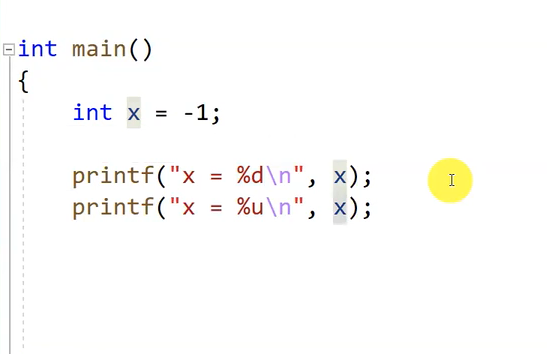 int main()
{
int x = -1;
printf("x = %d\n", x);
printf("x = %u\n", x);